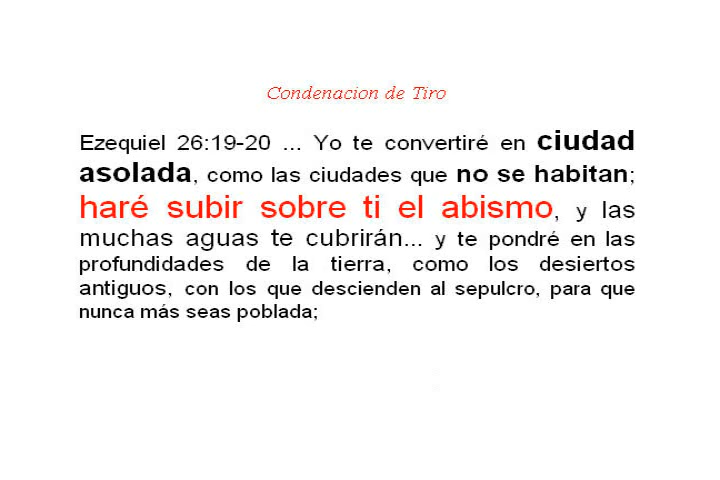 Condenacion de Tiro
Ezequiel 26:19-20 ... Yo te convertiré en ciudad
asolada, como las ciudades que no se habitan;
haré subir sobre ti el abismo, y las
muchas aguas te cubrirán... y te pondré en las
profundidades de la tierra, como los desiertos
antiguos, con los que descienden al sepulcro, para que
nunca más seas poblada;